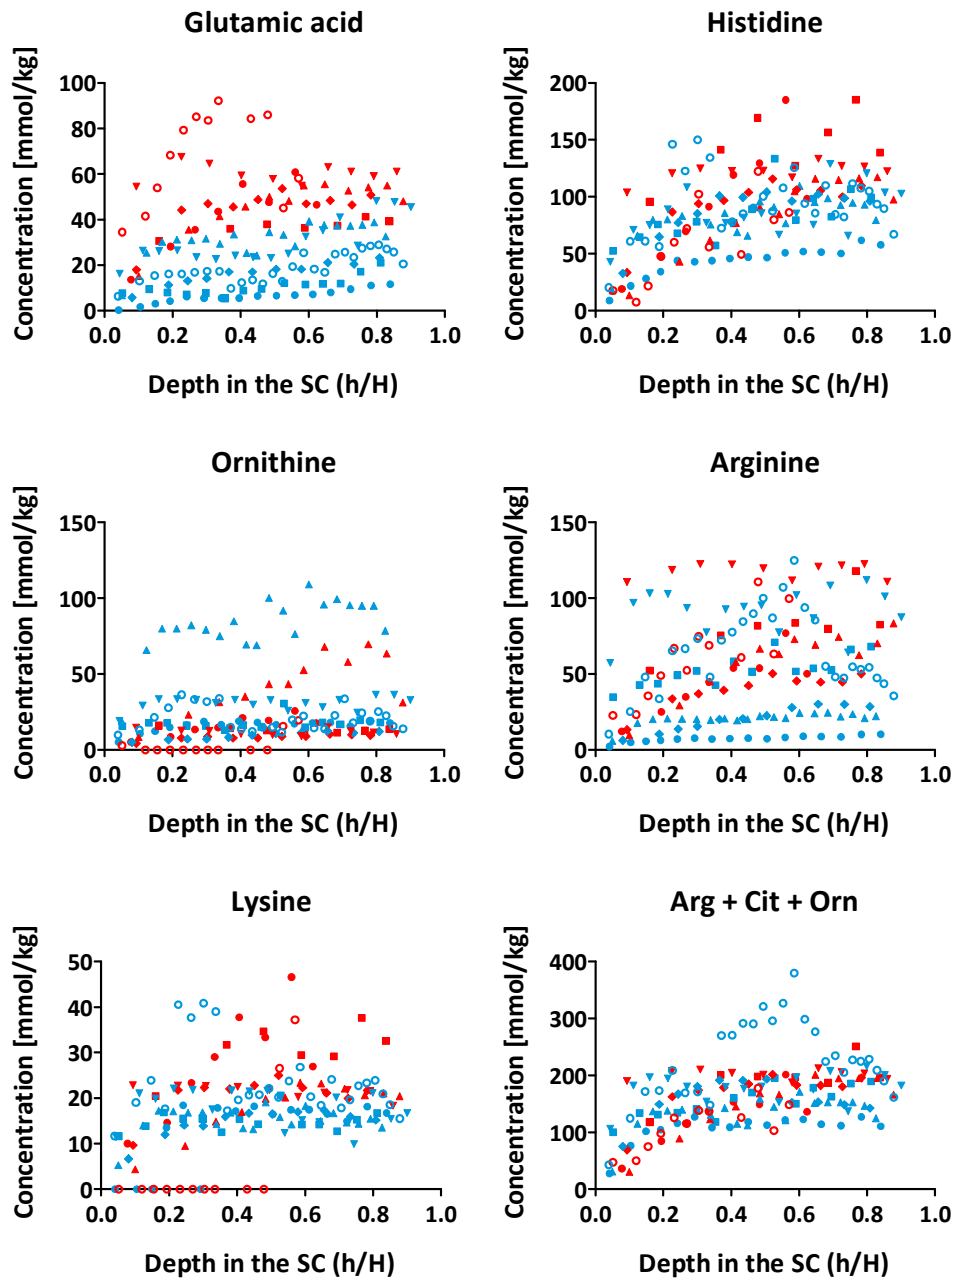 Glutamic acid
Concentration [mmol/kg]
100
80
60
40
20
0
0.0 0.2 0.4 0.6 0.8 1.0
Depth in the SC (h/H)
Histidine
Concentration [mmol/kg]
200
150
100
50
0
0.0 0.2 0.4 0.6 0.8 1.0
Depth in the SC (h/H)
Ornithine
Concentration [mmol/kg]
150
100
50
0
0.0 0.2 0.4 0.6 0.8 1.0
Depth in the SC (h/H)
Arginine
Concentration [mmol/kg]
150
100
50
0
0.0 0.2 0.4 0.6 0.8 1.0
Depth in the SC (h/H)
Lysine
Concentration [mmol/kg]
50
40
30
20
10
0
0.0 0.2 0.4 0.6 0.8 1.0
Depth in the SC (h/H)
Arg + Cit + Orn
Concentration [mmol/kg]
400
300
200
100
0
0.0 0.2 0.4 0.6 0.8 1.0
Depth in the SC (h/H)